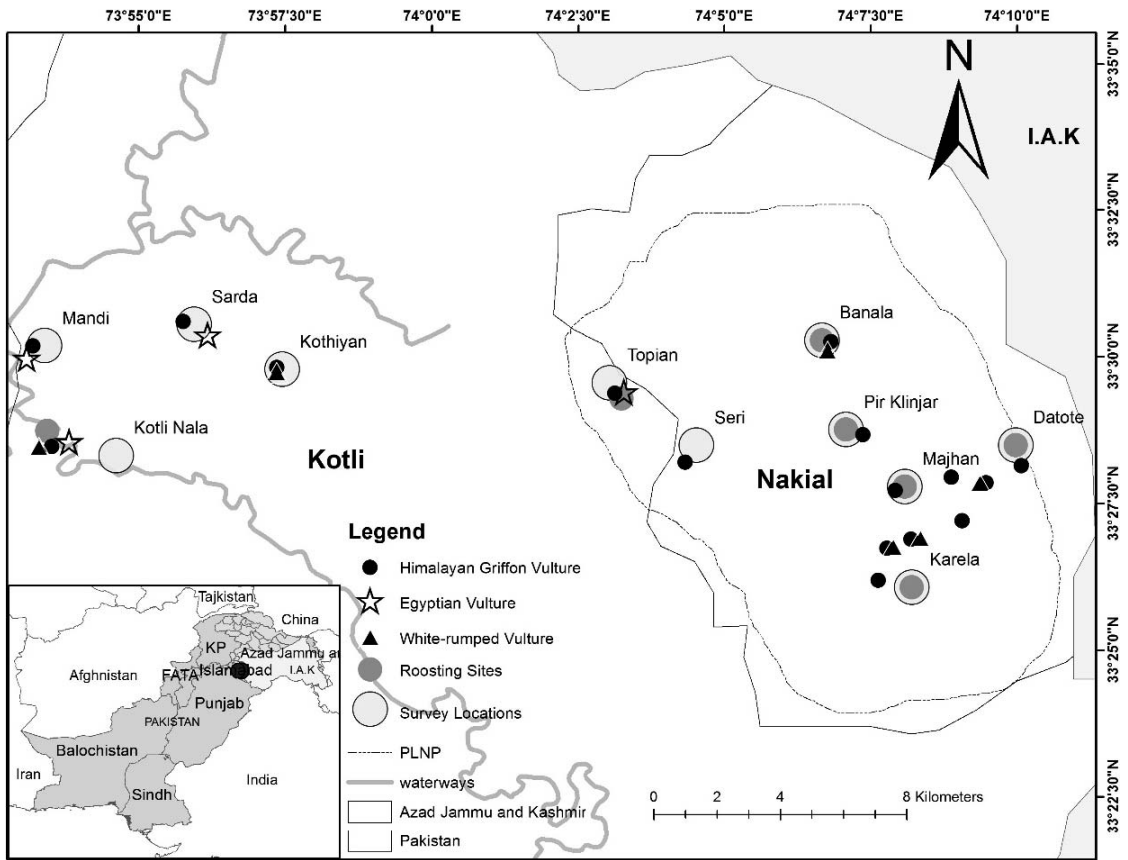 73°55'0"E
73°57'30"E
74°0'0"E
74°2'30"E
74°5'0"E
74°7'30"E
74°10'0"E
33°35'0"N
33°32'30"N
33°30'0"N
33°27'30"N
33°25'0"N
33°22'30"N
N
I.A.K
Sarda
Mandi
Kothiyan
Kotli Nala
Kotli
Banala
Topian
Pir Klinjar
Seri
Datote
Majhan
Nakial
Karela
Legend
Himalayan Griffon Vulture
Egyptian Vulture
White-rumped Vulture
Roosting Sites
Survey Locations
PLNP
waterways
Azad Jammu and Kashmir
Pakistan
0 2 4 8 Kilometers
Tajkistan
China
KP
Azad Jammu a
Islamabad
I.A.K
FATA
Afghnistan
Punjab
PAKISTAN
Balochistan
Iran
India
Sindh